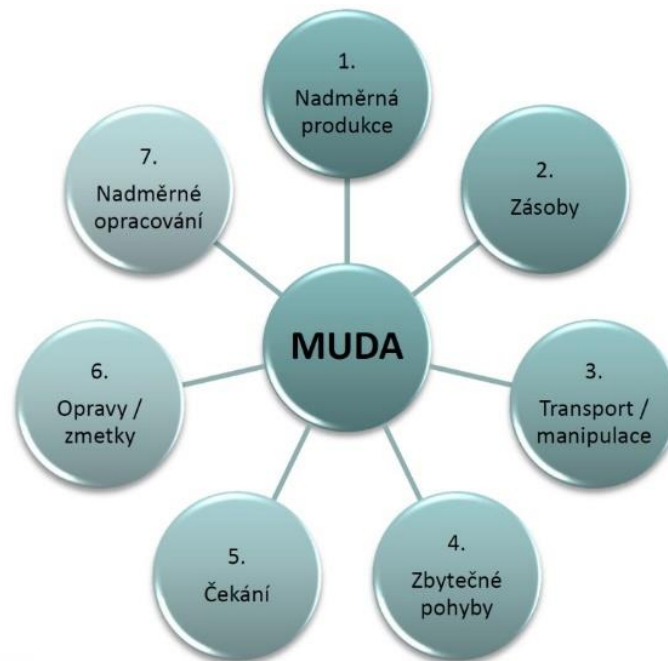 1.
Nadměrná
produkce
2.
Zásoby
3.
Transport /
manipulace
4.
Zbytečné
pohyby
5.
Čekání
6.
Opravy /
zmetky
7.
Nadměrné
opracování
MUDA